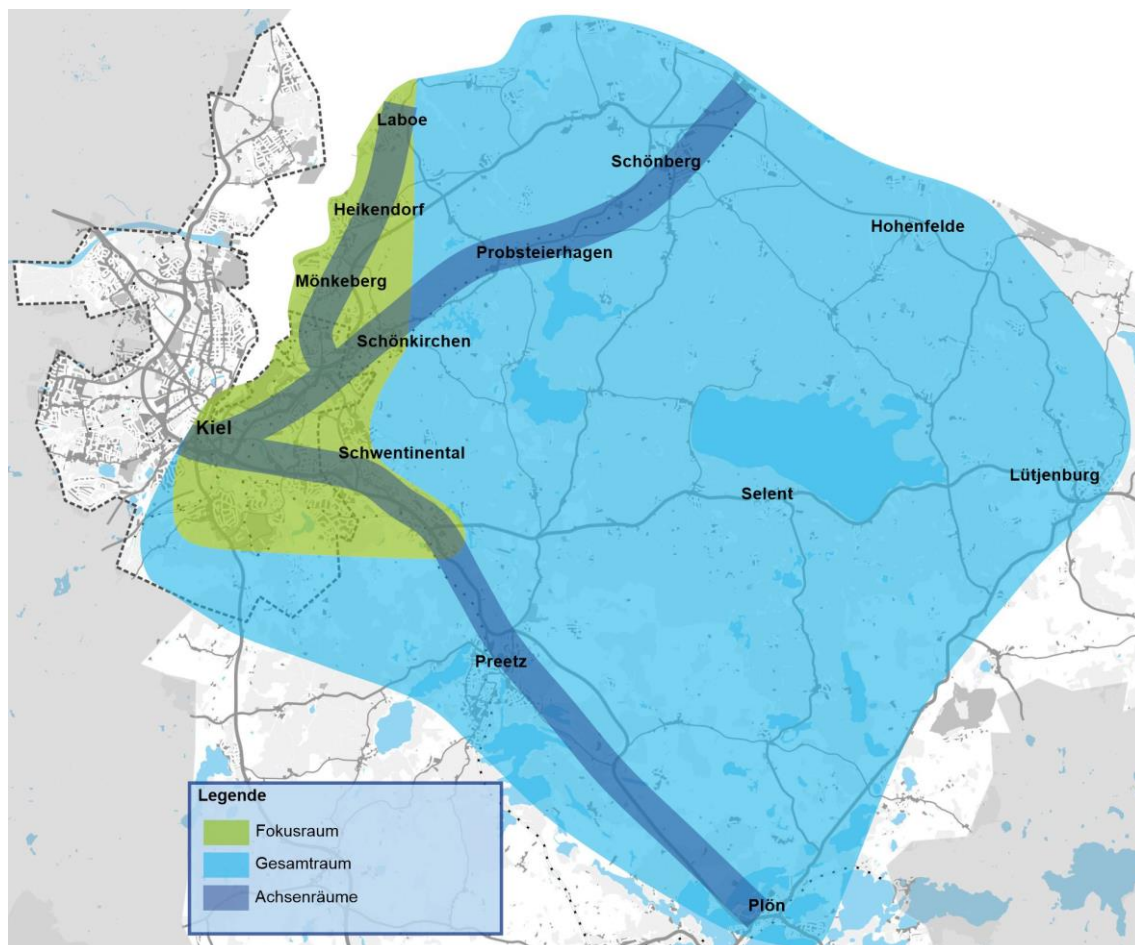 Laboe
Schönberg
Heikendorf
Hohenfelde
Probsteierhagen
Mönkeberg
Schönkirchen
Kiel
Schwentinental
Lütjenburg
Selent
Preetz
Plön
Legende
Fokusraum
Gesamtraum
Achsenräume